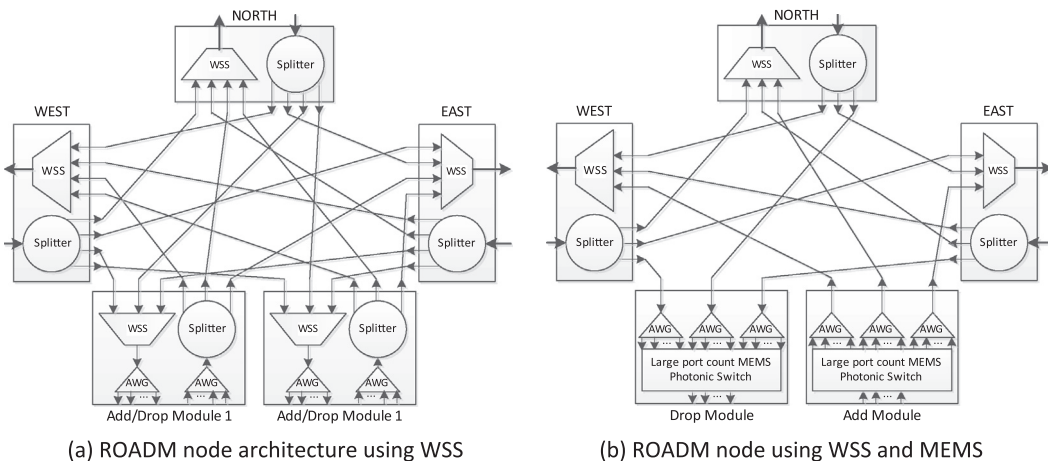 NORTH
WSS
Splitter
WEST
EAST
WSS
WSS
Splitter
Splitter
WSS
Splitter
WSS
Splitter
AWG
AWG
AWG
AWG
...
...
...
...
Add/Drop Module 1
Add/Drop Module 1
(a) ROADM node architecture using WSS
NORTH
WSS
Splitter
WEST
EAST
WSS
WSS
Splitter
Splitter
AWG
AWG
AWG
AWG
AWG
AWG
...
...
...
...
...
...
Large port count MEMS
Photonic Switch
Large port count MEMS
Photonic Switch
...
...
Drop Module
Add Module
(b) ROADM node using WSS and MEMS